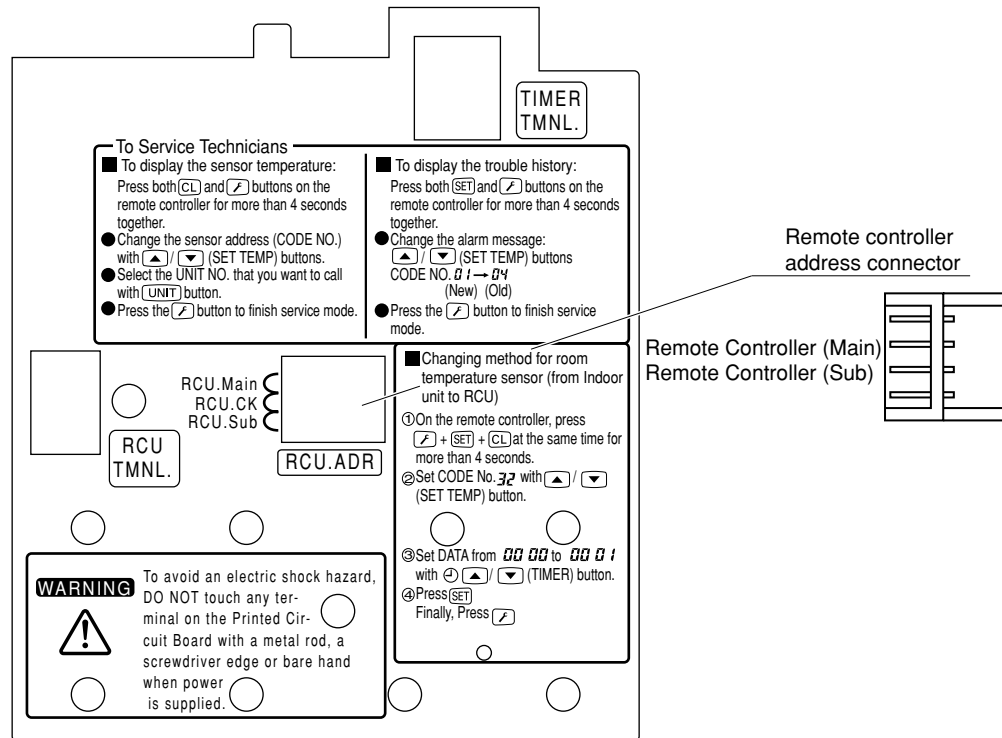 TIMER
TMNL.
To Service Technicians
■ To display the sensor temperature:
Press both CL and buttons on the
remote controller for more than 4 seconds
together.
● Change the sensor address (CODE NO.)
with ▲ / ▼ (SET TEMP) buttons.
● Select the UNIT NO. that you want to call
with UNIT button.
● Press the button to finish service mode.
■ To display the trouble history:
Press both SET and buttons on the
remote controller for more than 4 seconds
together.
● Change the alarm message:
▲ / ▼ (SET TEMP) buttons
CODE NO. 01 → 04
(New) (Old)
● Press the button to finish service
mode.
Remote controller
address connector
Remote Controller (Main)
Remote Controller (Sub)
RCU.Main
RCU.CK
RCU.Sub
RCU
TMNL.
RCU.ADR
■ Changing method for room
temperature sensor (from Indoor
unit to RCU)
① On the remote controller, press
+ SET + CL at the same time for
more than 4 seconds.
② Set CODE No. 32 with ▲ / ▼
(SET TEMP) button.
③ Set DATA from 00 00 to 00 01
with ▲ / ▼ (TIMER) button.
④ Press SET
Finally, Press
WARNING
To avoid an electric shock hazard,
DO NOT touch any ter-
minal on the Printed Cir-
cuit Board with a metal rod, a
screwdriver edge or bare hand
when power
is supplied.